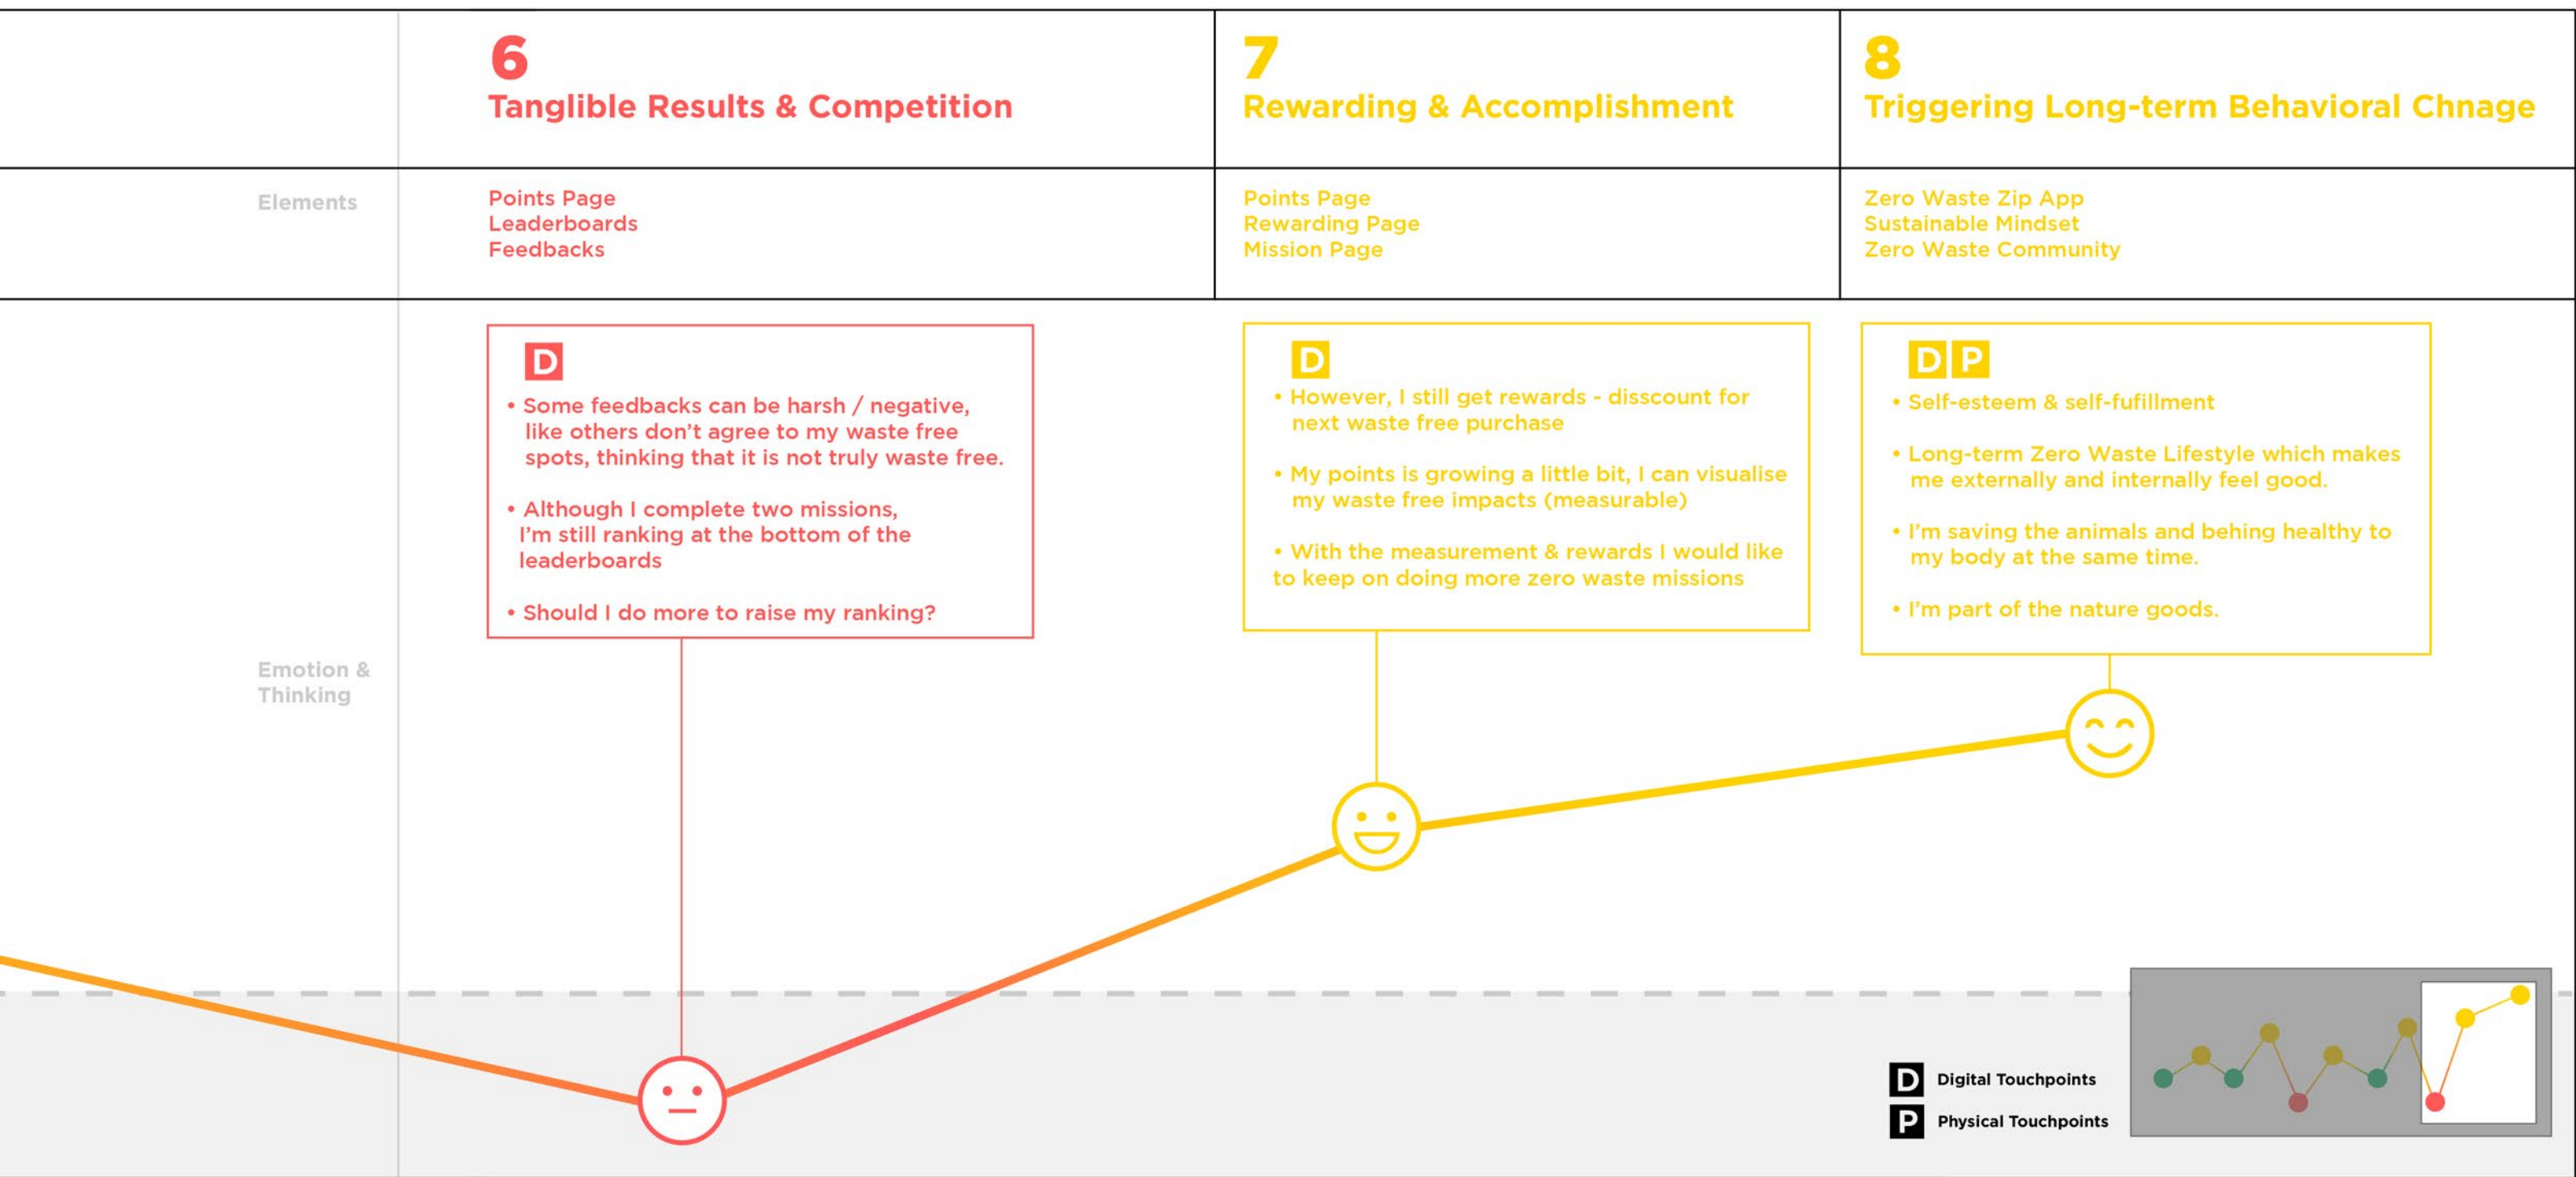 6
Tanglible Results & Competition
7
Rewarding & Accomplishment
8
Triggering Long-term Behavioral Chnage
Elements
Points Page
Leaderboards
Feedbacks
Points Page
Rewarding Page
Mission Page
Zero Waste Zip App
Sustainable Mindset
Zero Waste Community
Emotion &
Thinking
D
• Some feedbacks can be harsh / negative,
like others don't agree to my waste free
spots, thinking that it is not truly waste free.
• Although I complete two missions,
I'm still ranking at the bottom of the
leaderboards
• Should I do more to raise my ranking?
D
• However, I still get rewards - disscount for
next waste free purchase
• My points is growing a little bit, I can visualise
my waste free impacts (measurable)
• With the measurement & rewards I would like
to keep on doing more zero waste missions
D P
• Self-esteem & self-fufillment
• Long-term Zero Waste Lifestyle which makes
me externally and internally feel good.
• I'm saving the animals and behing healthy to
my body at the same time.
• I'm part of the nature goods.
D Digital Touchpoints
P Physical Touchpoints